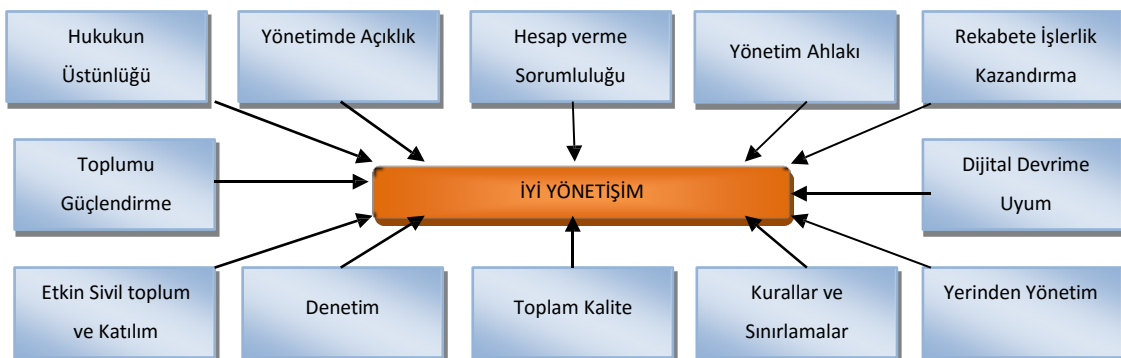 Hukukun
Üstünlüğü
Yönetimde Açıklık
Hesap verme
Sorumluluğu
Yönetim Ahlakı
Rekabete İşlerlik
Kazandırma
Toplumu
Güçlendirme
İYİ YÖNETİŞİM
Dijital Devrime
Uyum
Etkin Sivil toplum
ve Katılım
Denetim
Toplam Kalite
Kurallar ve
Sınırlamalar
Yerinden Yönetim